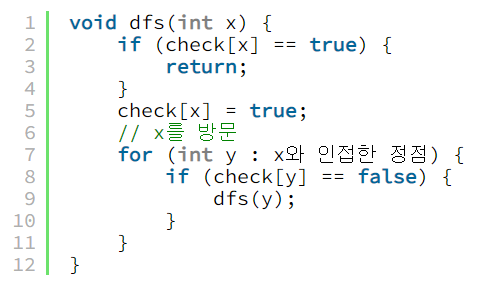 1 void dfs(int x) {
2     if (check[x] == true) {
3         return;
4     }
5     check[x] = true;
6     // x를 방문
7     for (int y : x와 인접한 정점) {
8         if (check[y] == false) {
9             dfs(y);
10         }
11     }
12 }